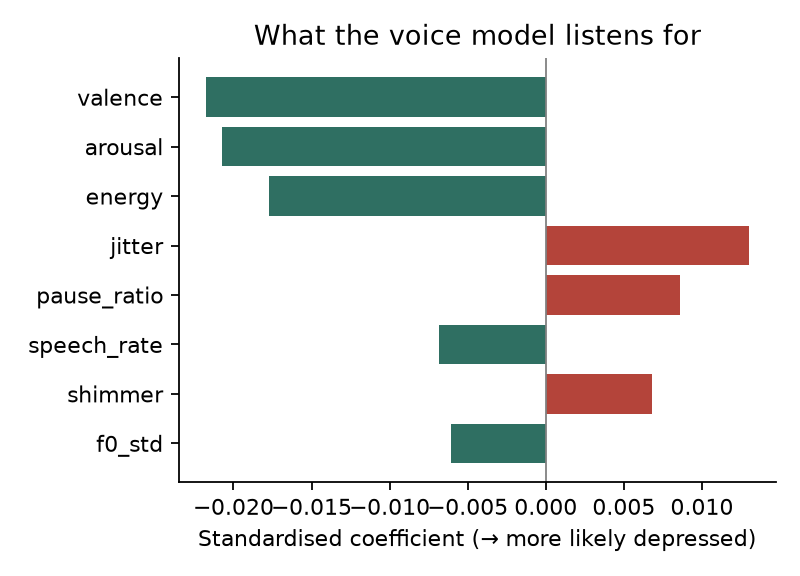 What the voice model listens for
valence
arousal
energy
jitter
pause_ratio
speech_rate
shimmer
f0_std
−0.020 −0.015 −0.010 −0.005 0.000 0.005 0.010
Standardised coefficient (→ more likely depressed)